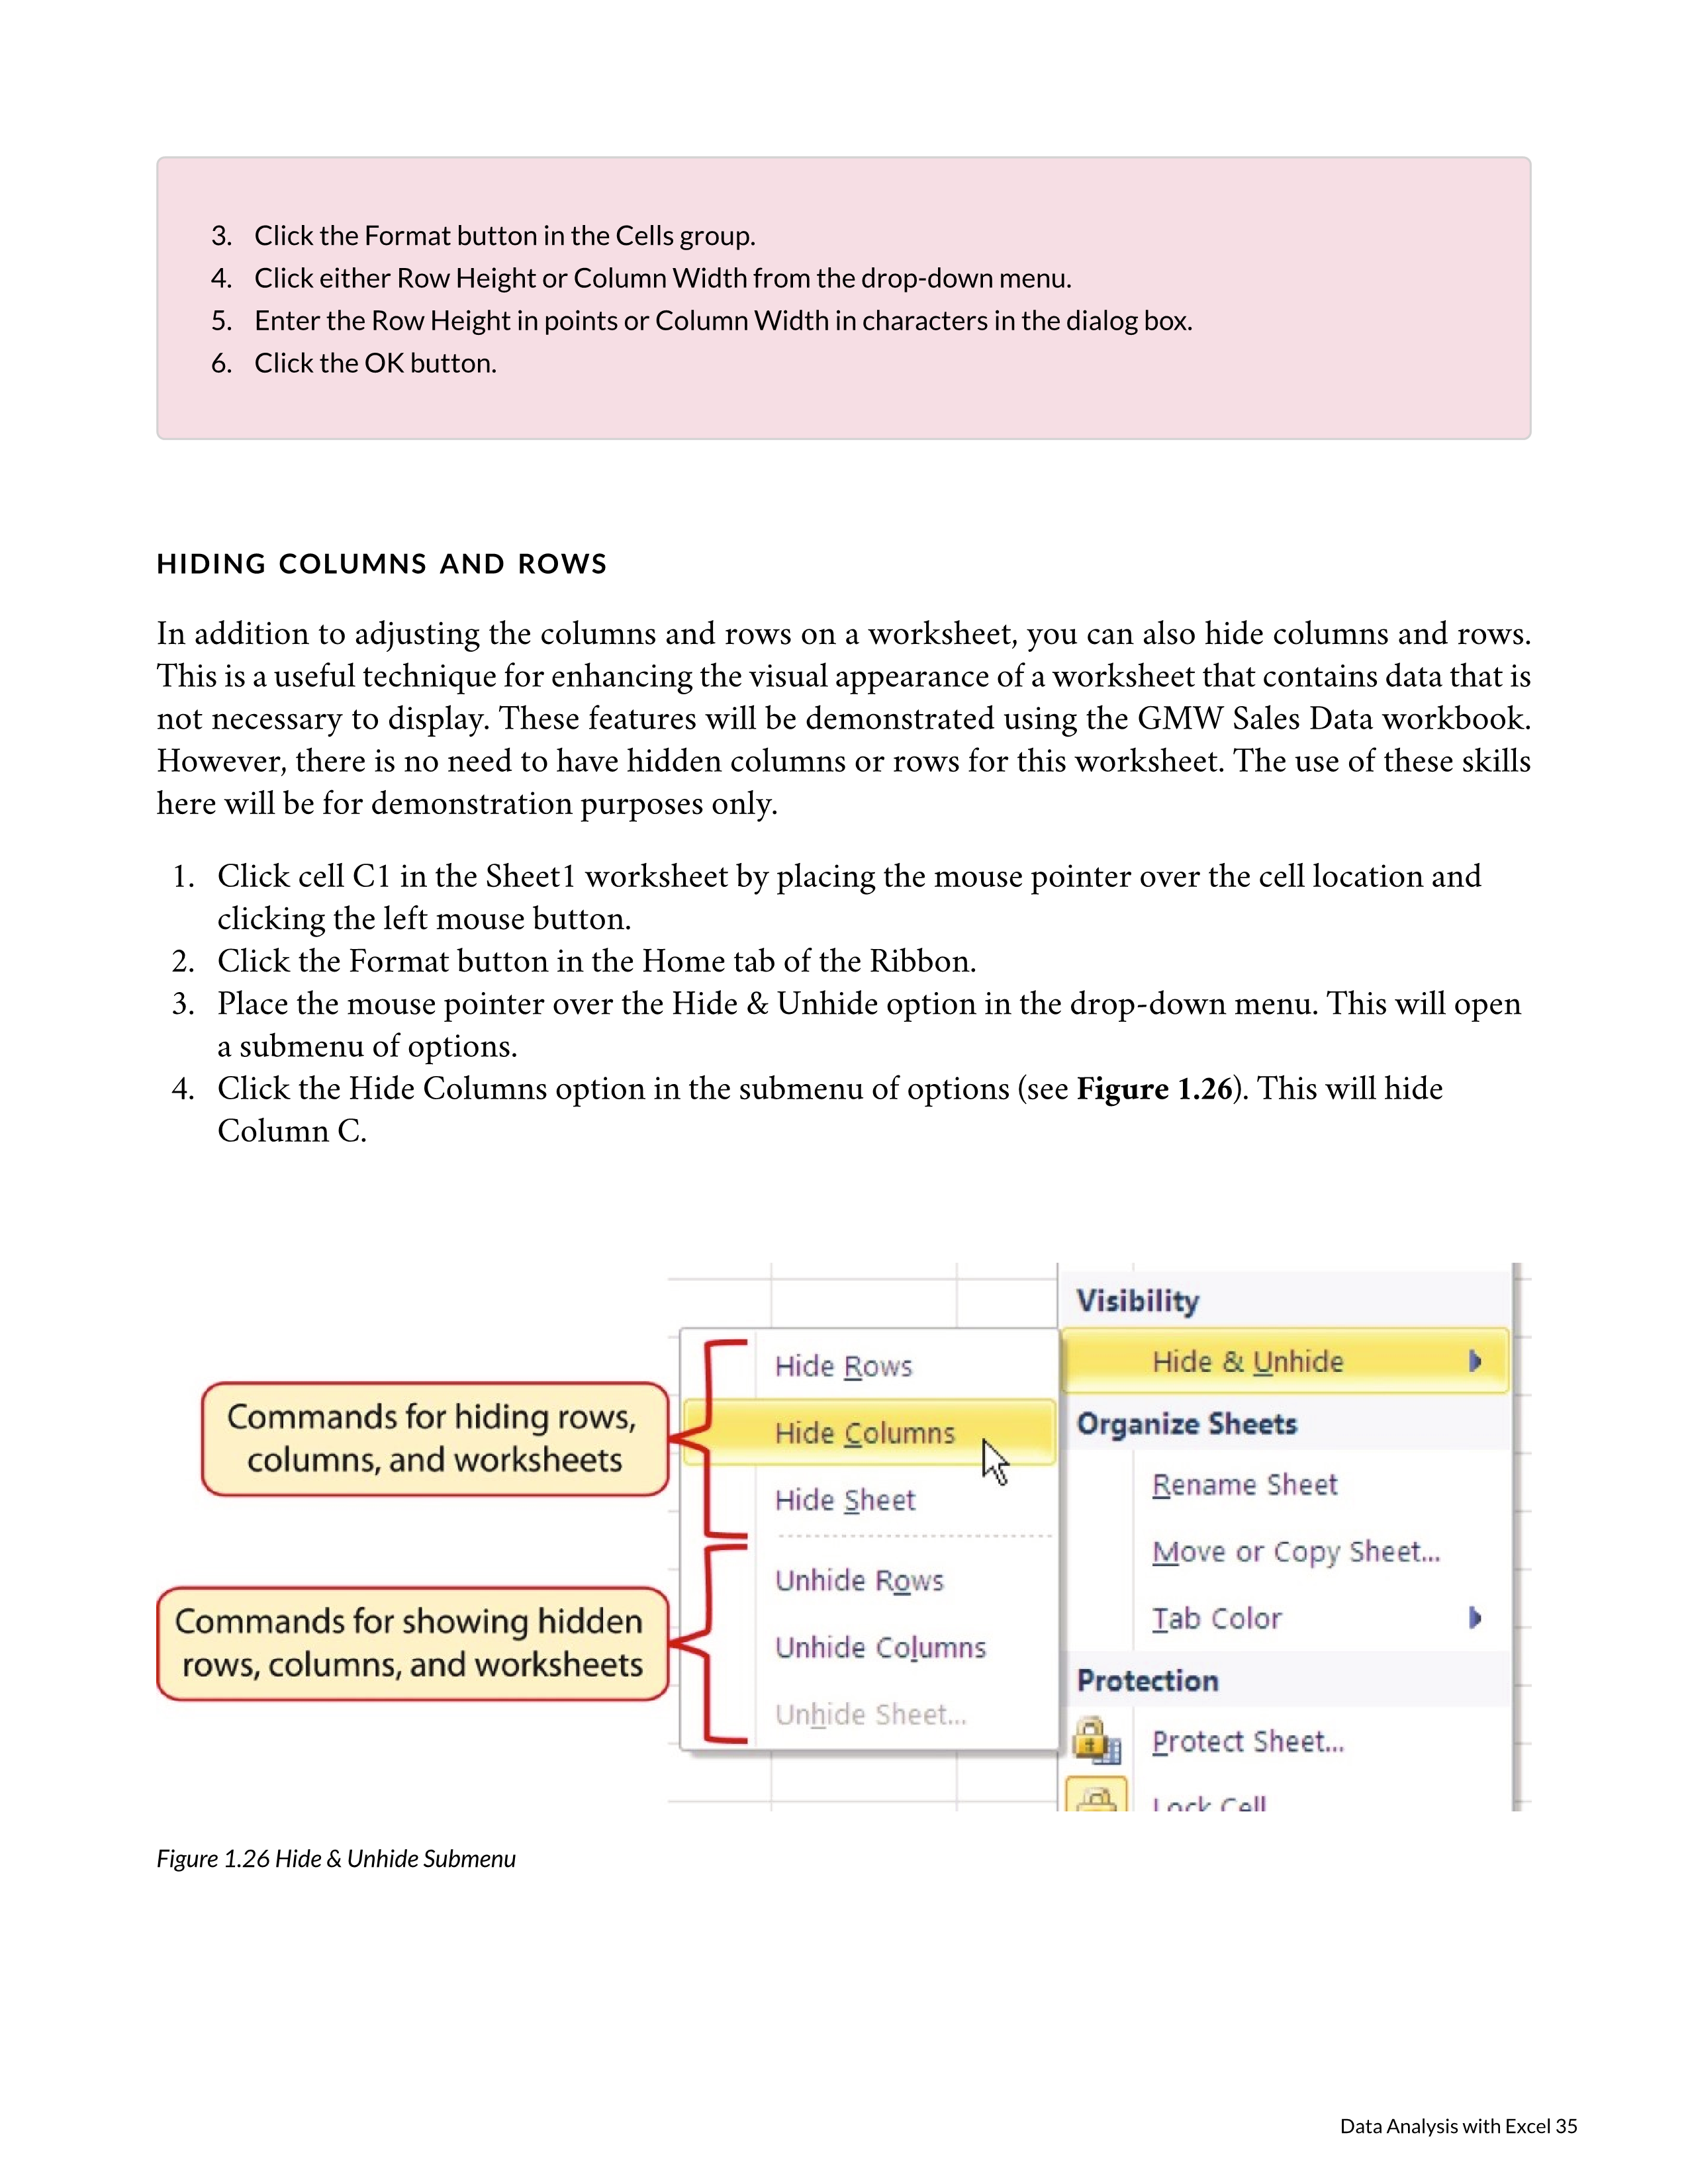 3. Click the Format button in the Cells group.
4. Click either Row Height or Column Width from the drop-down menu.
5. Enter the Row Height in points or Column Width in characters in the dialog box.
6. Click the OK button.
HIDING COLUMNS AND ROWS
In addition to adjusting the columns and rows on a worksheet, you can also hide columns and rows.
This is a useful technique for enhancing the visual appearance of a worksheet that contains data that is
not necessary to display. These features will be demonstrated using the GMW Sales Data workbook.
However, there is no need to have hidden columns or rows for this worksheet. The use of these skills
here will be for demonstration purposes only.
1. Click cell C1 in the Sheet1 worksheet by placing the mouse pointer over the cell location and
clicking the left mouse button.
2. Click the Format button in the Home tab of the Ribbon.
3. Place the mouse pointer over the Hide & Unhide option in the drop-down menu. This will open
a submenu of options.
4. Click the Hide Columns option in the submenu of options (see Figure 1.26). This will hide
Column C.
Commands for hiding rows,
columns, and worksheets
Commands for showing hidden
rows, columns, and worksheets
Hide Rows
Hide Columns
Hide Sheet
Unhide Rows
Unhide Columns
Unhide Sheet...
Visibility
Hide & Unhide
Organize Sheets
Rename Sheet
Move or Copy Sheet...
Tab Color
Protection
Protect Sheet...
Lock Cell
Figure 1.26 Hide & Unhide Submenu
Data Analysis with Excel 35